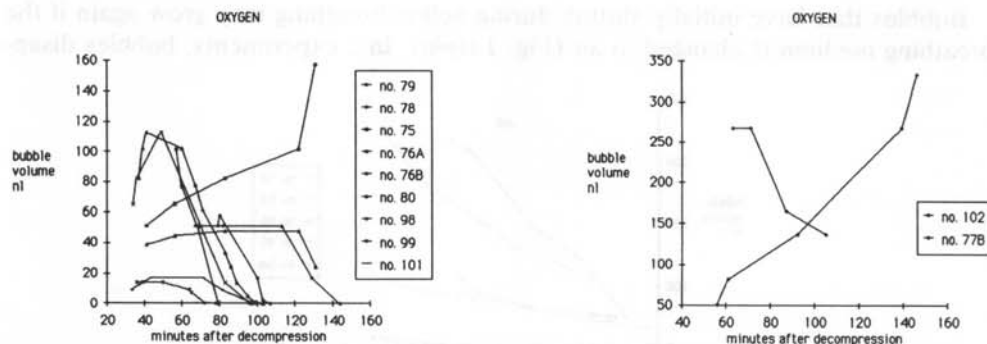 OXYGEN
160
140
120
100
80
60
40
20
0
bubble
volume
nl
20 40 60 80 100 120 140 160
minutes after decompression
no. 79
no. 78
no. 75
no. 76A
no. 76B
no. 80
no. 98
no. 99
no. 101
OXYGEN
350
300
250
200
150
100
50
bubble
volume
nl
40 60 80 100 120 140 160
minutes after decompression
no. 102
no. 77B